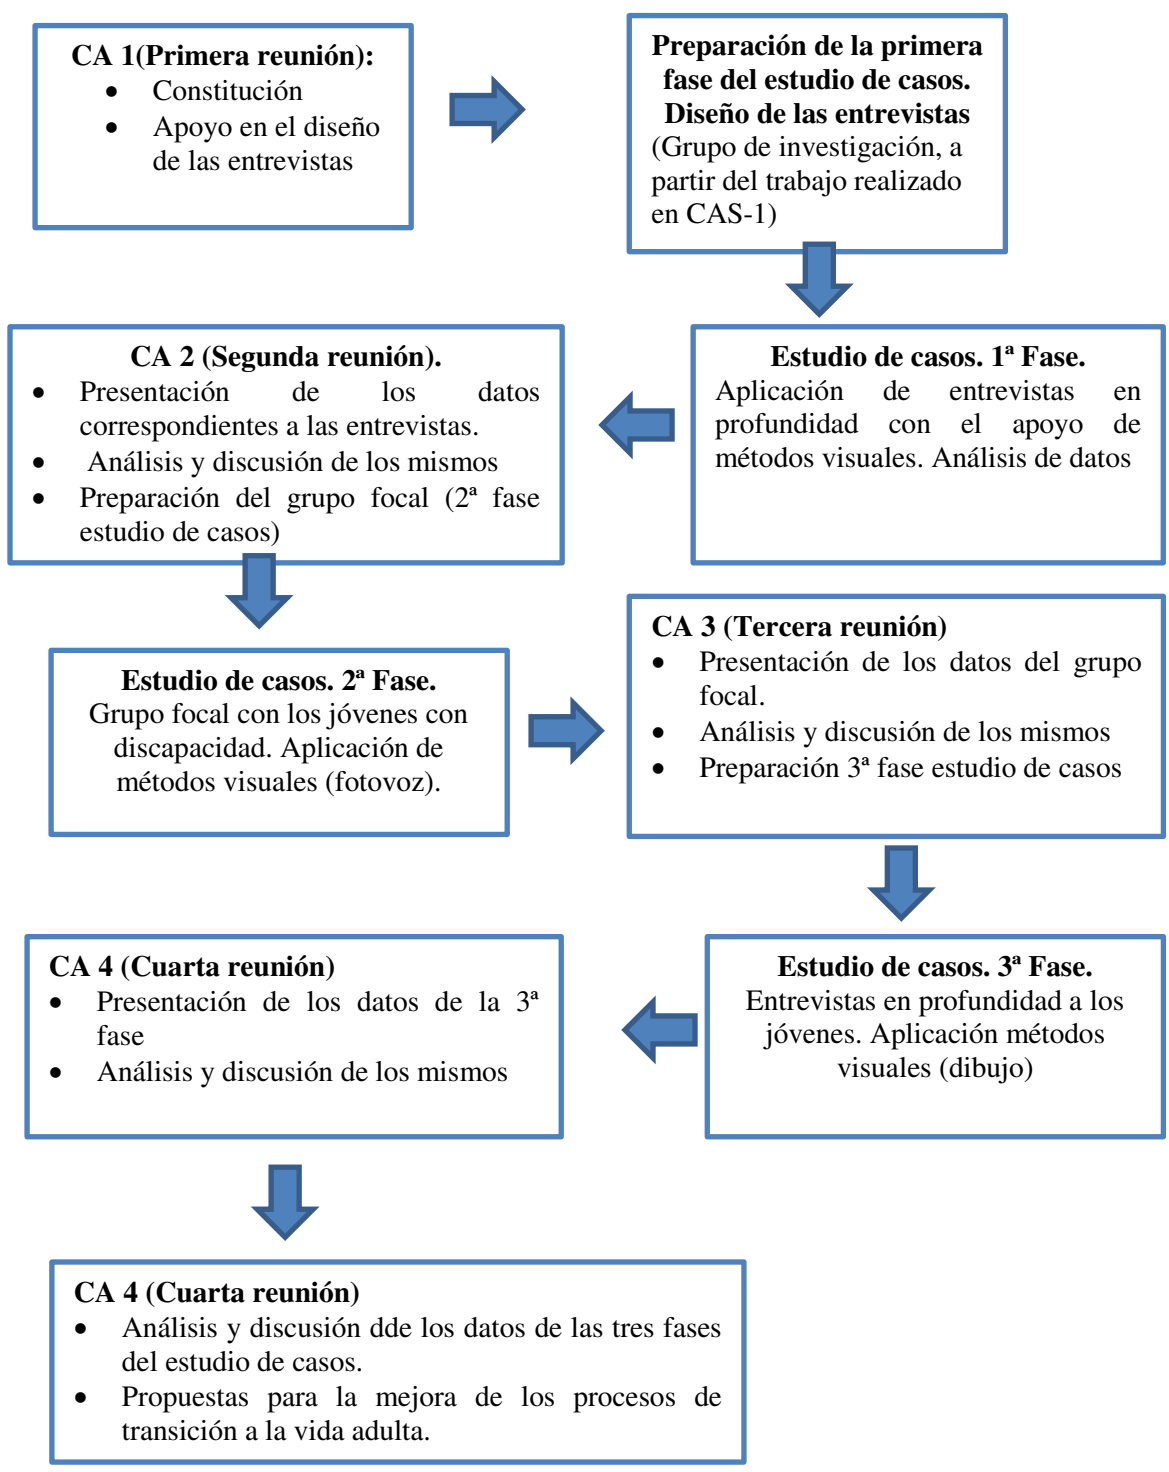 CA 1(Primera reunión):
• Constitución
• Apoyo en el diseño
de las entrevistas
Preparación de la primera
fase del estudio de casos.
Diseño de las entrevistas
(Grupo de investigación, a
partir del trabajo realizado
en CAS-1)
Estudio de casos. 1ª Fase.
Aplicación de entrevistas en
profundidad con el apoyo de
métodos visuales. Análisis de datos
CA 2 (Segunda reunión).
• Presentación de los datos
correspondientes a las entrevistas.
• Análisis y discusión de los mismos
• Preparación del grupo focal (2ª fase
estudio de casos)
Estudio de casos. 2ª Fase.
Grupo focal con los jóvenes con
discapacidad. Aplicación de
métodos visuales (fotovoz).
CA 3 (Tercera reunión)
• Presentación de los datos del grupo
focal.
• Análisis y discusión de los mismos
• Preparación 3ª fase estudio de casos
Estudio de casos. 3ª Fase.
Entrevistas en profundidad a los
jóvenes. Aplicación métodos
visuales (dibujo)
CA 4 (Cuarta reunión)
• Presentación de los datos de la 3ª
fase
• Análisis y discusión de los mismos
CA 4 (Cuarta reunión)
• Análisis y discusión dde los datos de las tres fases
del estudio de casos.
• Propuestas para la mejora de los procesos de
transición a la vida adulta.